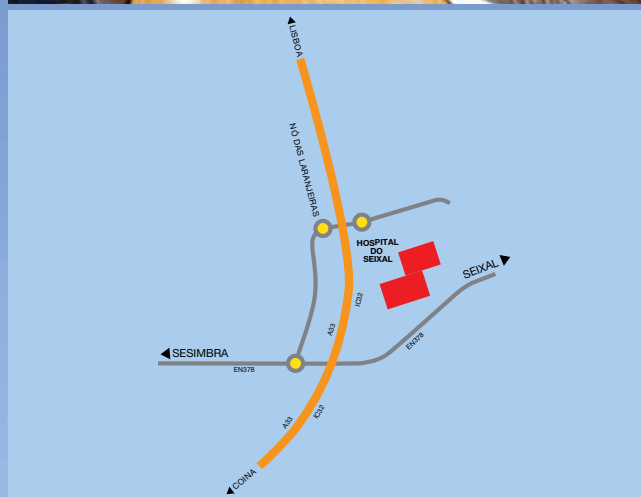 LISBOA
NÓ DAS LARANJEIRAS
HOSPITAL
DO
SEIXAL
SEIXAL
IC32
A33
EN378
SESIMBRA
EN378
A33
IC32
COINA